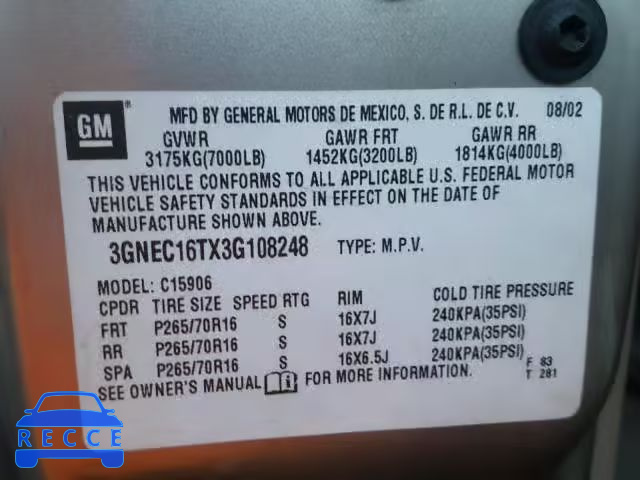 GM ®
MFD BY GENERAL MOTORS DE MEXICO, S. DE R.L. DE C.V. 08/02
GVWR GAWR FRT GAWR RR
3175KG(7000LB) 1452KG(3200LB) 1814KG(4000LB)
THIS VEHICLE CONFORMS TO ALL APPLICABLE U.S. FEDERAL MOTOR
VEHICLE SAFETY STANDARDS IN EFFECT ON THE DATE OF
MANUFACTURE SHOWN ABOVE.
3GNEC16TX3G108248 TYPE: M.P.V.
MODEL: C15906
CPDR TIRE SIZE SPEED RTG RIM COLD TIRE PRESSURE
FRT P265/70R16 S 16X7J 240KPA(35PSI)
RR P265/70R16 S 16X7J 240KPA(35PSI)
SPA P265/70R16 S 16X6.5J 240KPA(35PSI)
SEE OWNER'S MANUAL i FOR MORE INFORMATION.
F 83
T 281
RECCE